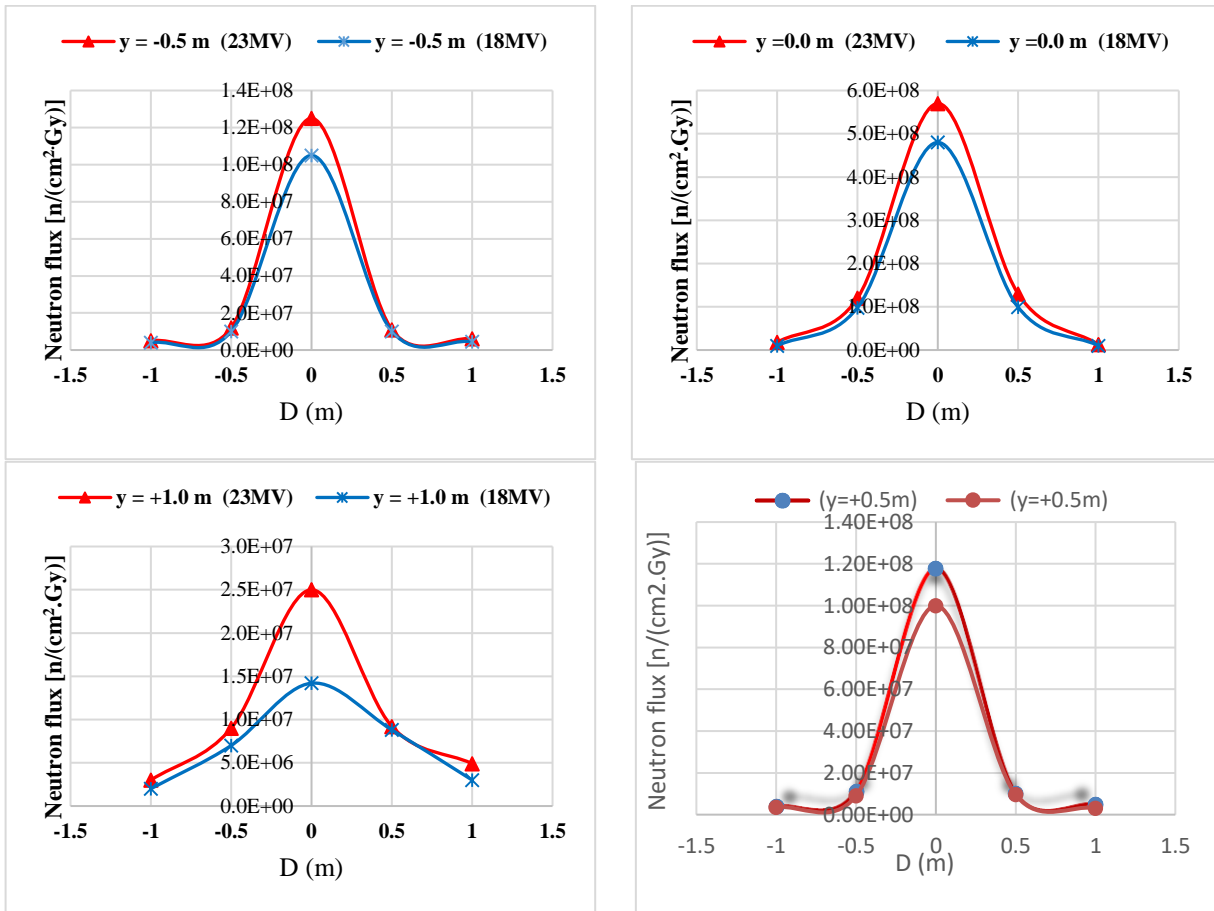 y = -0.5 m (23MV) y = -0.5 m (18MV)
Neutron flux [n/(cm²·Gy)]
1.4E+08
1.2E+08
1.0E+08
8.0E+07
6.0E+07
4.0E+07
2.0E+07
0.0E+00
-1.5 -1 -0.5 0 0.5 1 1.5
D (m)
y =0.0 m (23MV) y =0.0 m (18MV)
Neutron flux [n/(cm².Gy)]
6.0E+08
5.0E+08
4.0E+08
3.0E+08
2.0E+08
1.0E+08
0.0E+00
-1.5 -1 -0.5 0 0.5 1 1.5
D (m)
y = +1.0 m (23MV) y = +1.0 m (18MV)
Neutron flux [n/(cm².Gy)]
3.0E+07
2.5E+07
2.0E+07
1.5E+07
1.0E+07
5.0E+06
0.0E+00
-1.5 -1 -0.5 0 0.5 1 1.5
D (m)
(y=+0.5m) (y=+0.5m)
Neutron flux [n/(cm2.Gy)]
1.40E+08
1.20E+08
1.00E+08
8.00E+07
6.00E+07
4.00E+07
2.00E+07
0.00E+00
-1.5 -1 -0.5 0 0.5 1 1.5
D (m)